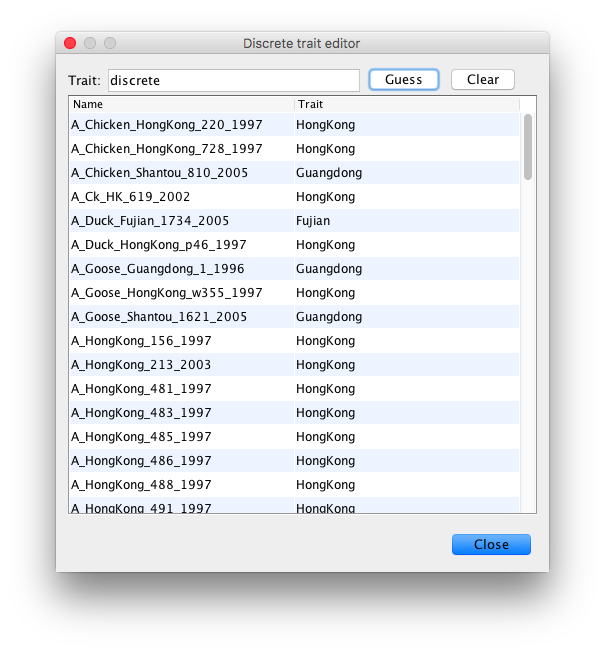 Discrete trait editor
Trait: discrete Guess Clear
Name Trait
A_Chicken_HongKong_220_1997 HongKong
A_Chicken_HongKong_728_1997 HongKong
A_Chicken_Shantou_810_2005 Guangdong
A_Ck_HK_619_2002 HongKong
A_Duck_Fujian_1734_2005 Fujian
A_Duck_HongKong_p46_1997 HongKong
A_Goose_Guangdong_1_1996 Guangdong
A_Goose_HongKong_w355_1997 HongKong
A_Goose_Shantou_1621_2005 Guangdong
A_HongKong_156_1997 HongKong
A_HongKong_213_2003 HongKong
A_HongKong_481_1997 HongKong
A_HongKong_483_1997 HongKong
A_HongKong_485_1997 HongKong
A_HongKong_486_1997 HongKong
A_HongKong_488_1997 HongKong
A_HongKong_491_1997 HongKong
Close